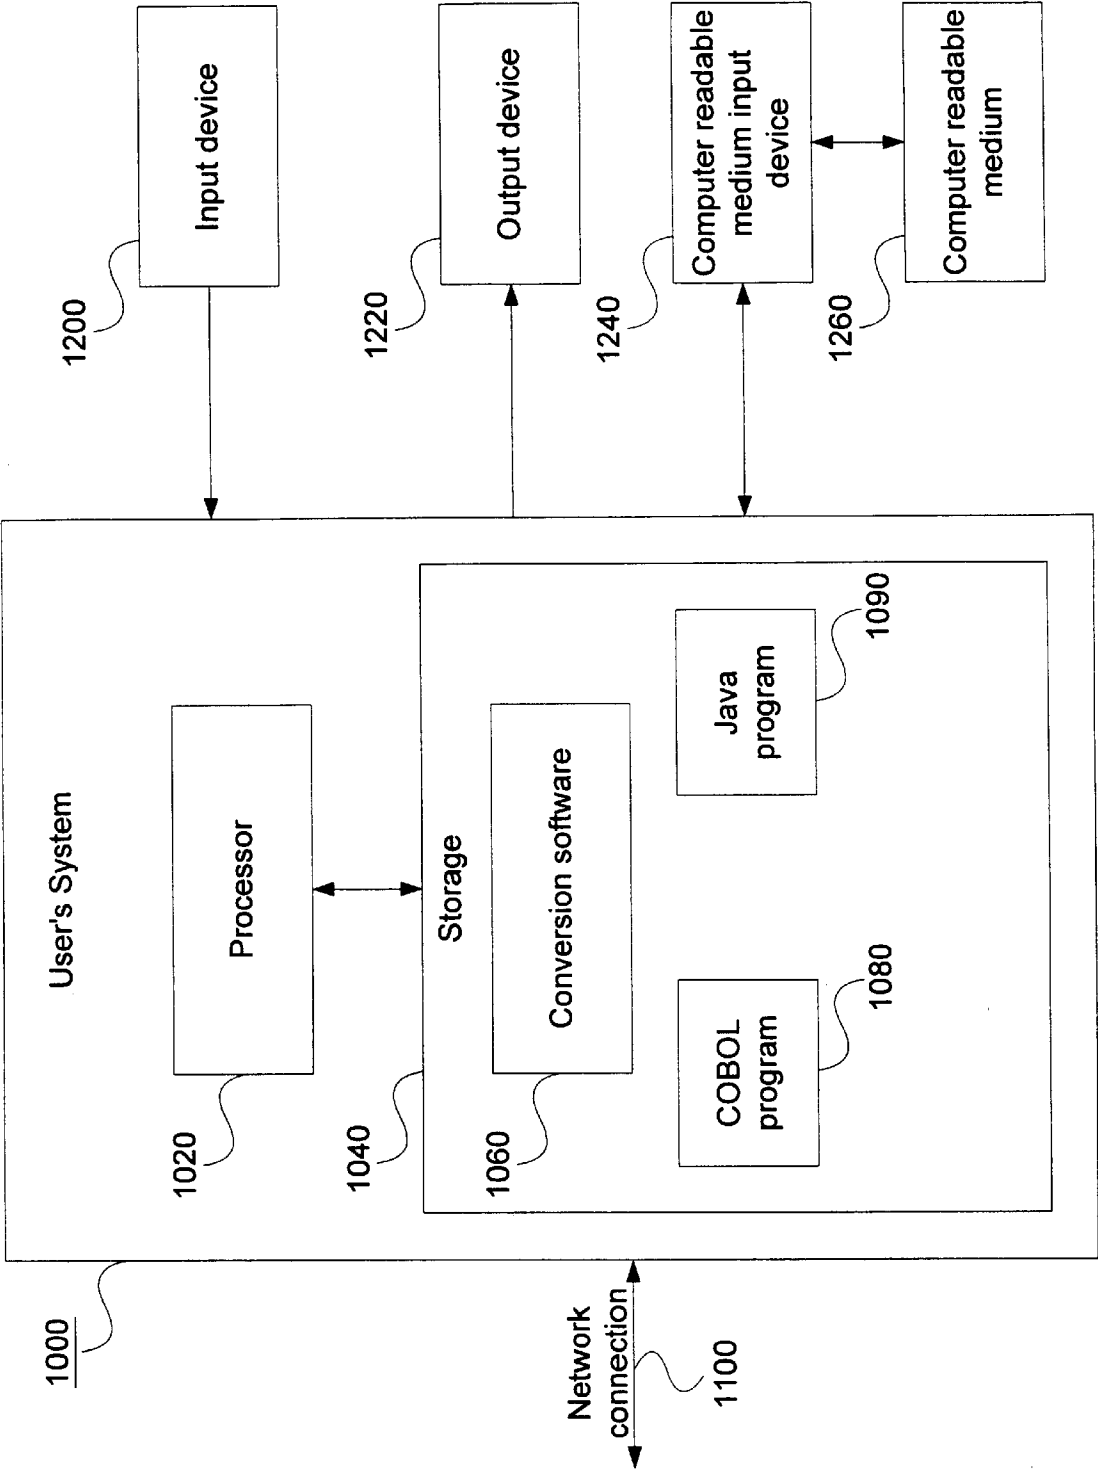 1000
User's System
1020
Processor
1040
Storage
1060
Conversion software
COBOL
program
1080
Java
program
1090
Network
connection
1100
1200
Input device
1220
Output device
1240
Computer readable
medium input
device
1260
Computer readable
medium